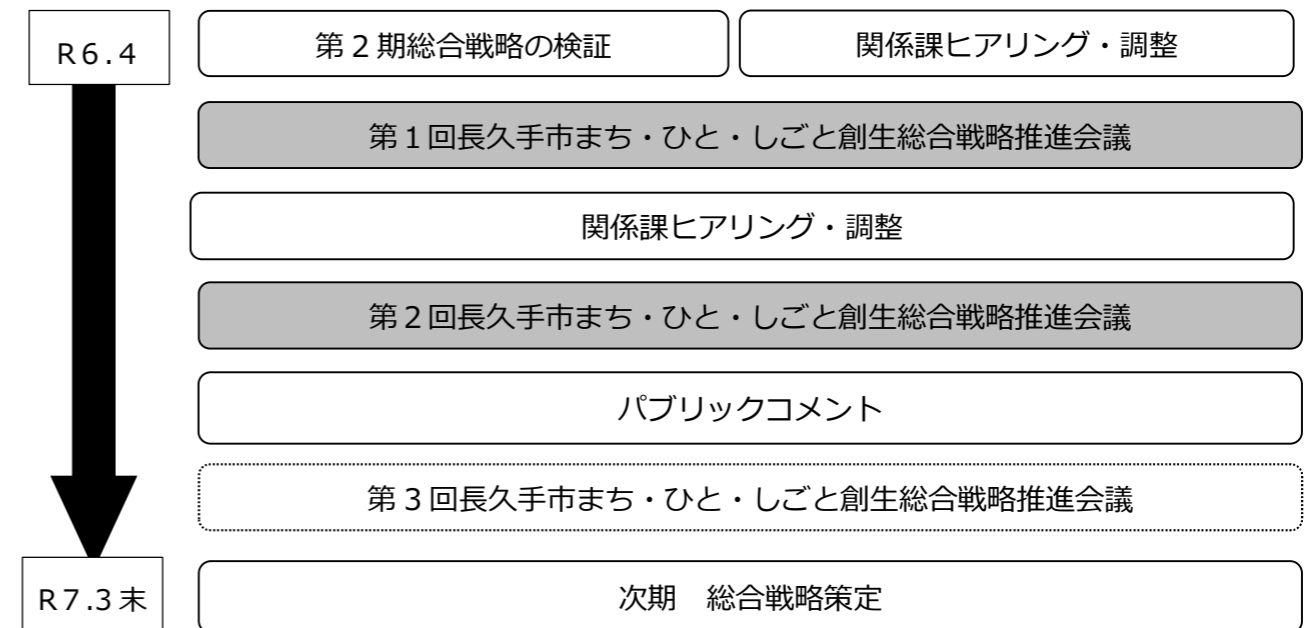 R6.4
第2期総合戦略の検証
関係課ヒアリング・調整
第1回長久手市まち・ひと・しごと創生総合戦略推進会議
関係課ヒアリング・調整
第2回長久手市まち・ひと・しごと創生総合戦略推進会議
パブリックコメント
第3回長久手市まち・ひと・しごと創生総合戦略推進会議
R7.3末
次期　総合戦略策定